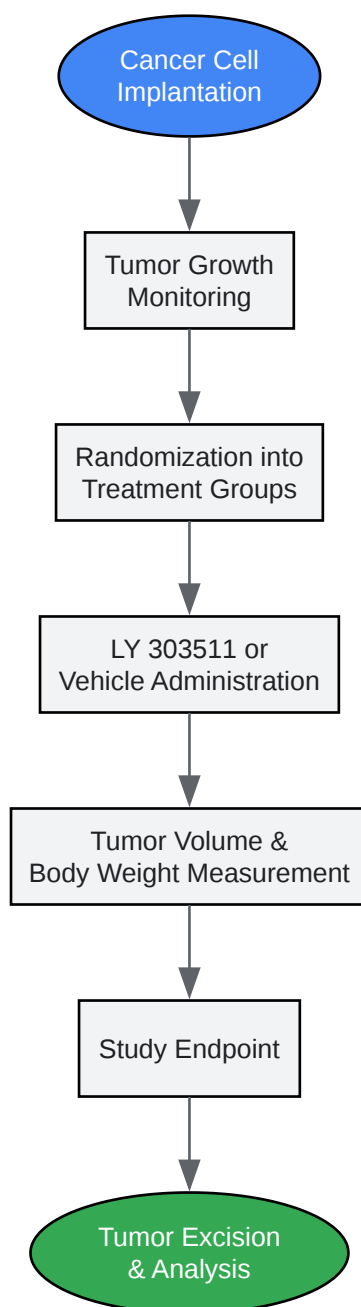 Cancer Cell
Implantation
Tumor Growth
Monitoring
Randomization into
Treatment Groups
LY 303511 or
Vehicle Administration
Tumor Volume &
Body Weight Measurement
Study Endpoint
Tumor Excision
& Analysis